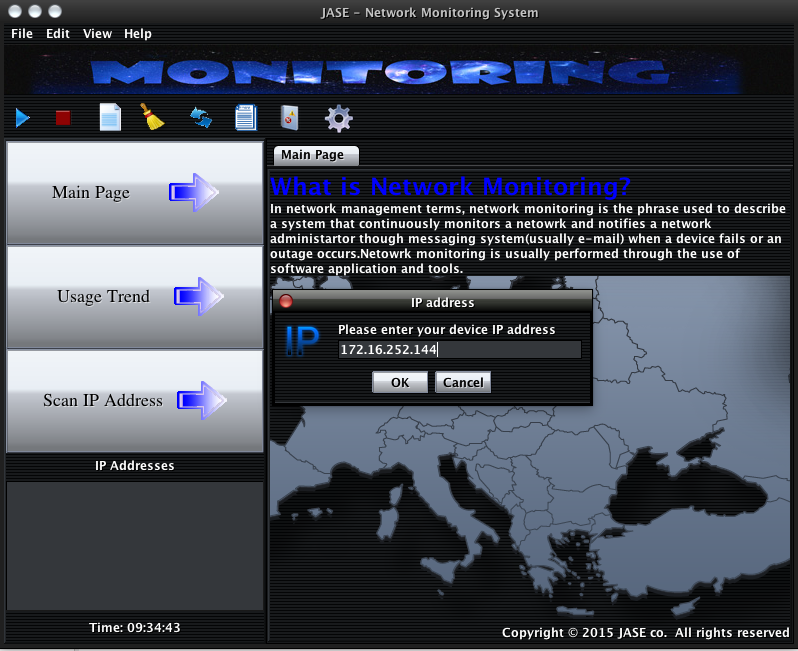 JASE – Network Monitoring System
File Edit View Help
MONITORING
Main Page
Usage Trend
Scan IP Address
IP Addresses
Time: 09:34:43
Main Page
What is Network Monitoring?
In network management terms, network monitoring is the phrase used to describe
a system that continuously monitors a netowrk and notifies a network
administartor though messaging system(usually e-mail) when a device fails or an
outage occurs.Netowrk monitoring is usually performed through the use of
software application and tools.
IP address
IP
Please enter your device IP address
172.16.252.144
OK Cancel
Copyright © 2015 JASE co. All rights reserved